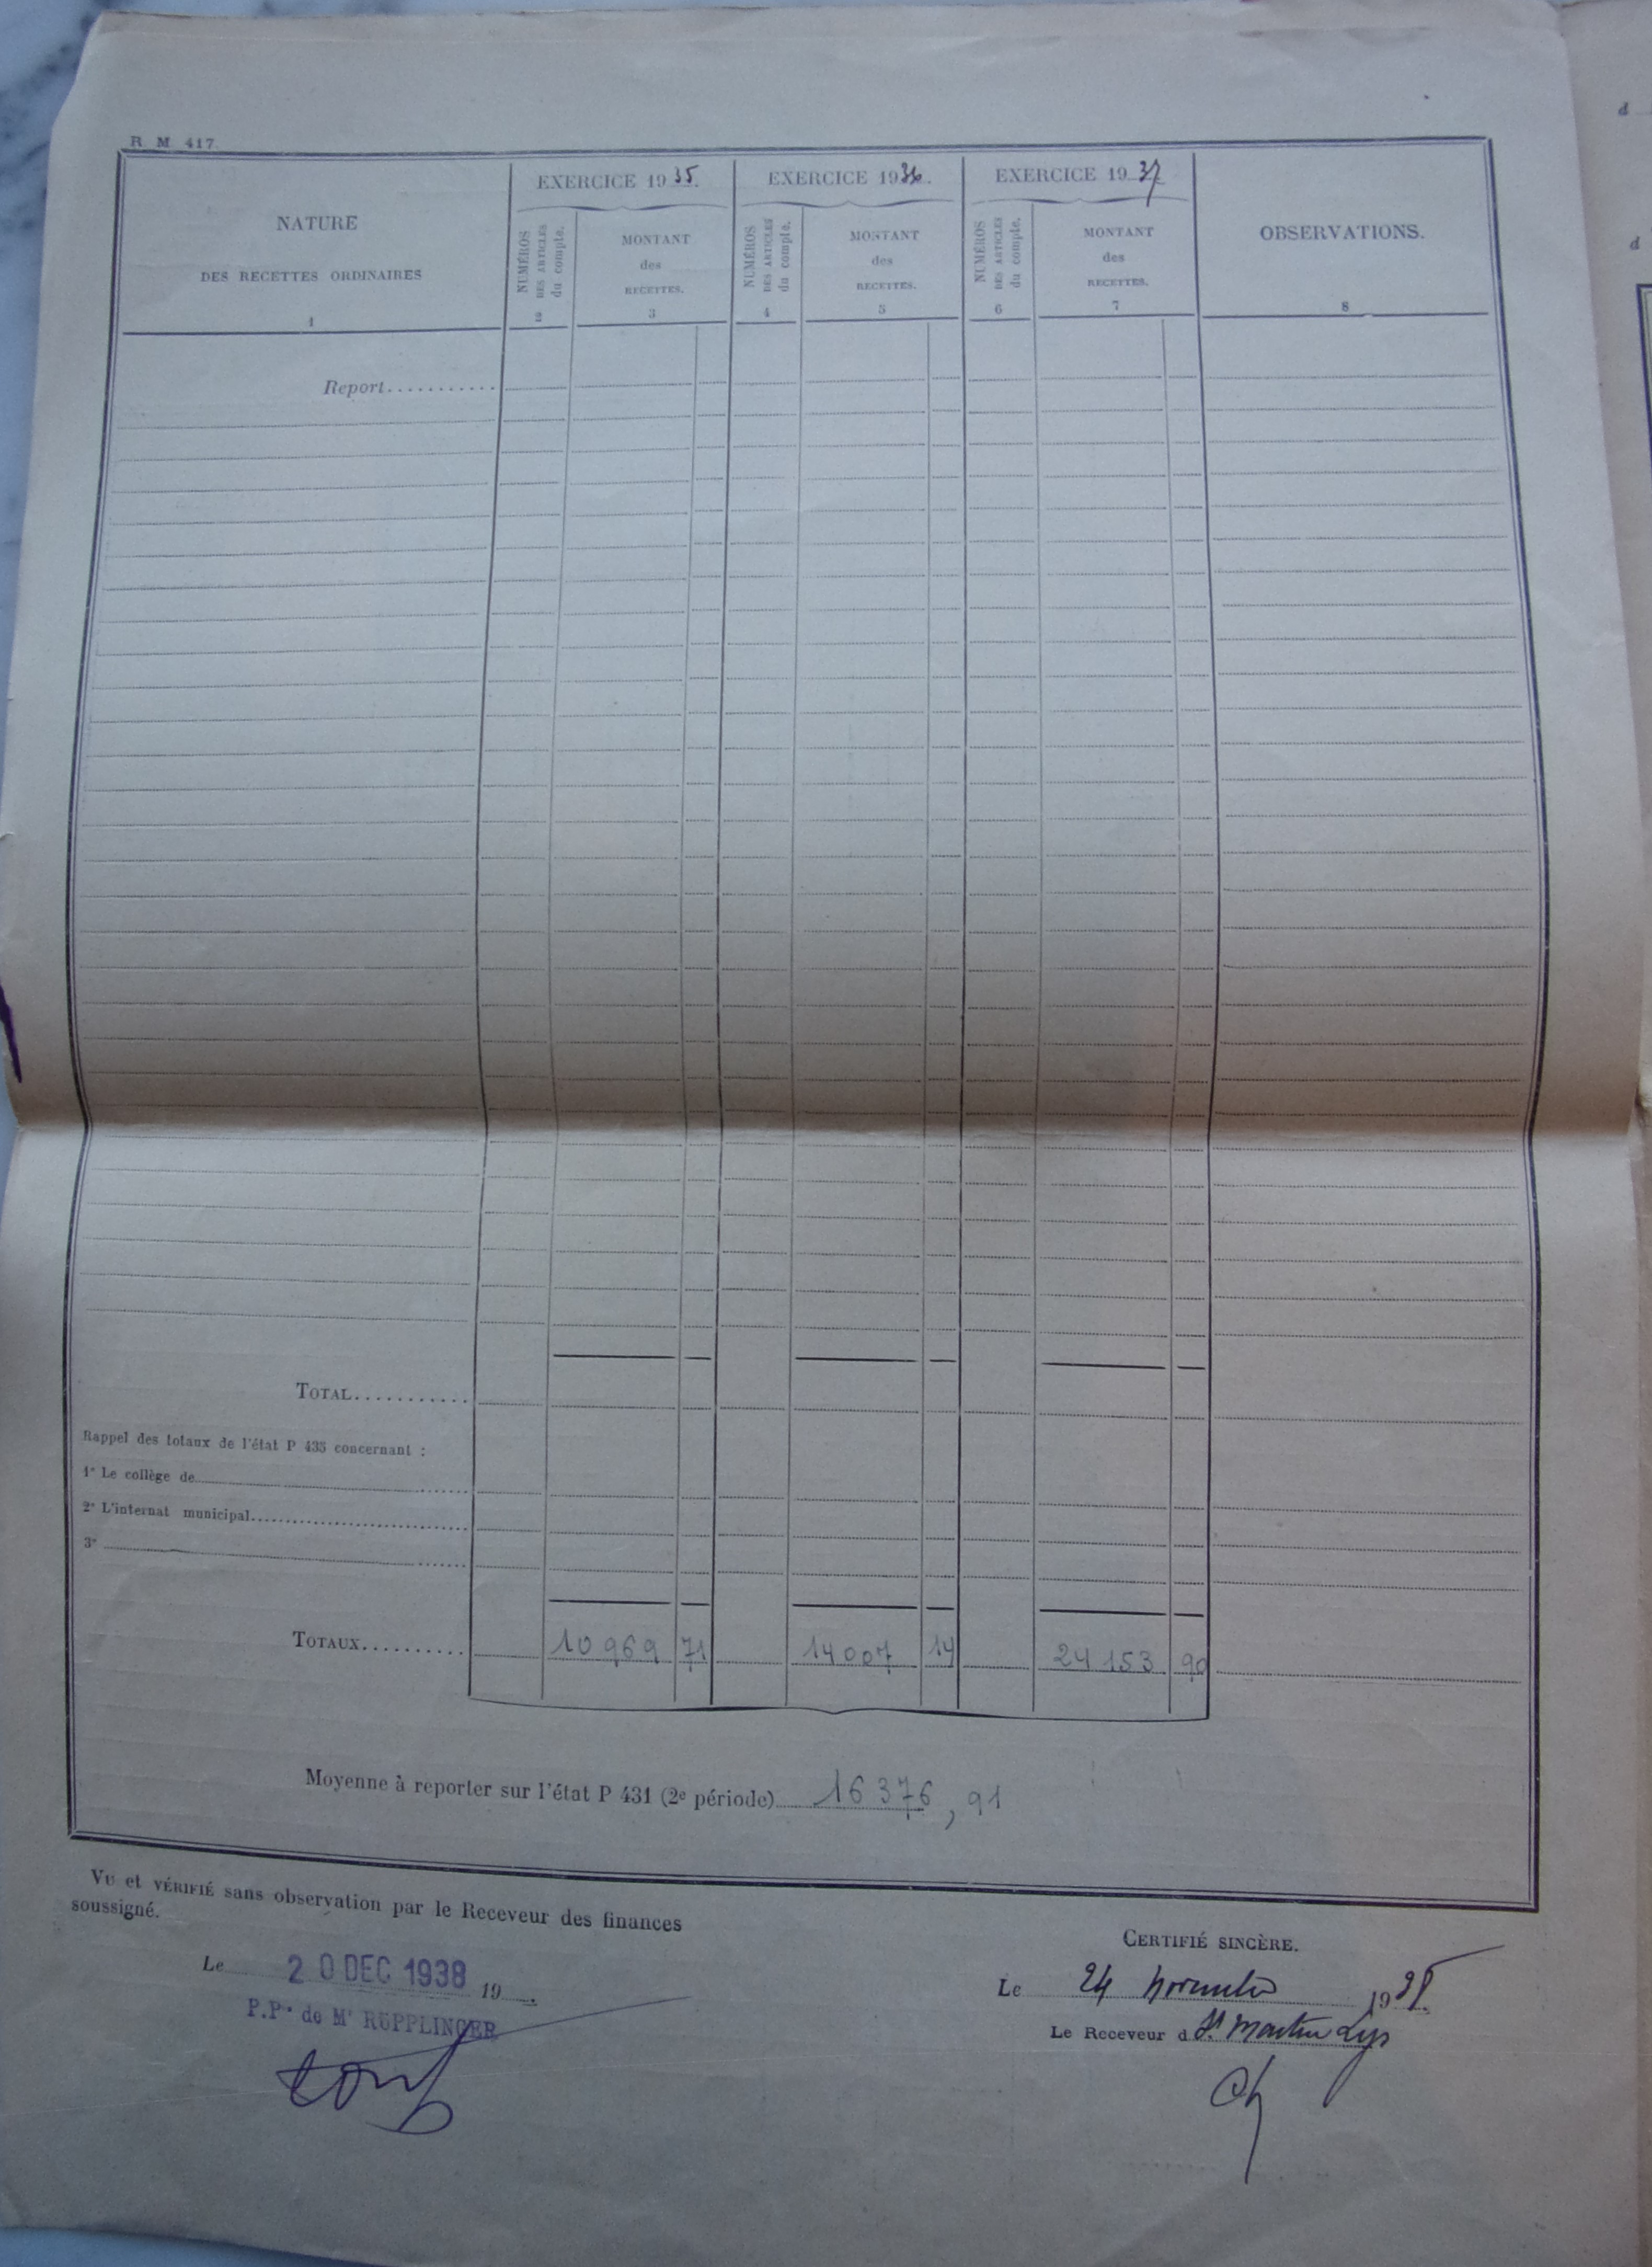 R M 417
NATURE
DES RECETTES ORDINAIRES
1
EXERCICE 1935.
NUMÉROS
DES ARTICLES
du compte.
2
MONTANT
des
RECETTES.
3
EXERCICE 1936.
NUMÉROS
DES ARTICLES
du compte.
4
MONTANT
des
RECETTES.
5
EXERCICE 1937
NUMÉROS
DES ARTICLES
du compte.
6
MONTANT
des
RECETTES.
7
OBSERVATIONS.
8
Report...........
TOTAL...........
Rappel des totaux de l'état P 435 concernant :
1° Le collège de
2° L'internat municipal
3°
TOTAUX.......... 10 969 71 14 007 14 24 153 90
Moyenne à reporter sur l'état P 431 (2e période) 16 376, 91
VU et VÉRIFIÉ sans observation par le Receveur des finances
soussigné.
Le 20 DEC 1938 19
P.Pon de Mr RUPPLINGER
CERTIFIÉ SINCÈRE.
Le 24 novembre 1938.
Le Receveur d St Martin Lys
d
d